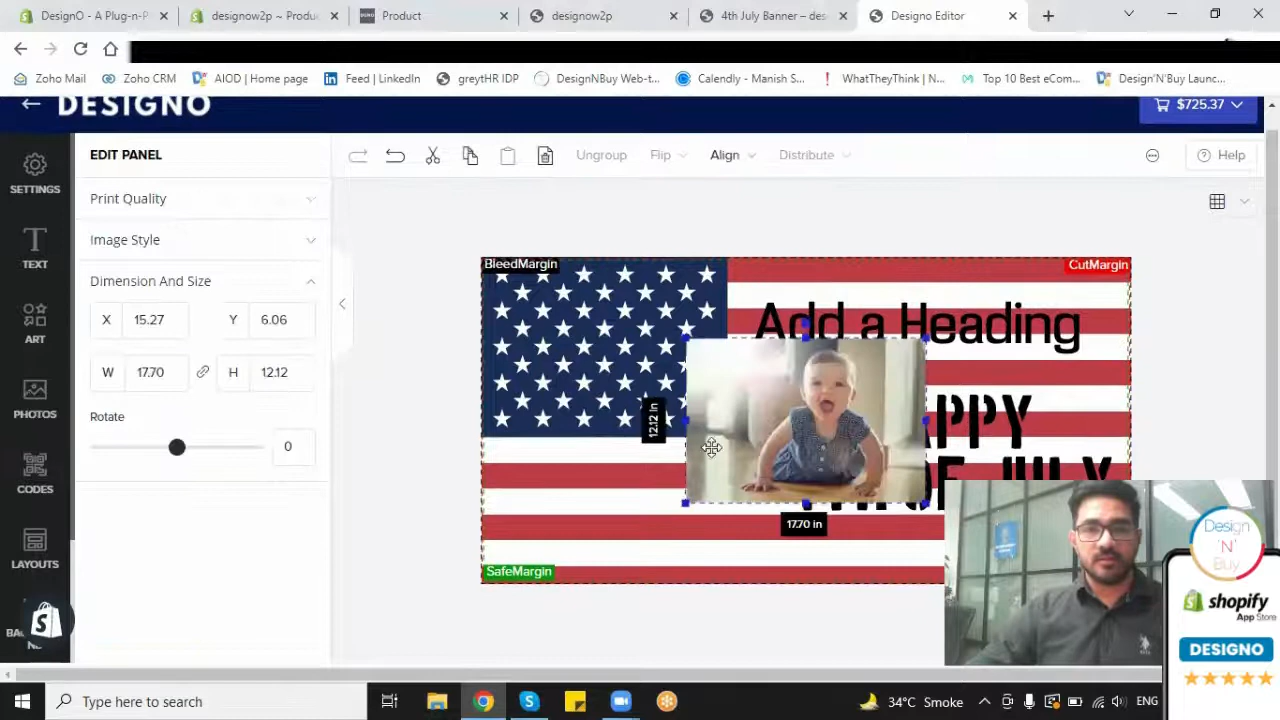 DesignO - A Plug-n-P
designow2p ~ Produc
Product
designow2p
4th July Banner – des
Designo Editor
Zoho Mail
Zoho CRM
AIOD | Home page
Feed | LinkedIn
greytHR IDP
DesignNBuy Web-t...
Calendly - Manish S...
WhatTheyThink | N...
Top 10 Best eCom...
Design'N'Buy Launc...
DESIGNO
$725.37
EDIT PANEL
Ungroup
Flip
Align
Distribute
Help
SETTINGS
TEXT
ART
PHOTOS
CODES
LAYOUTS
Print Quality
Image Style
Dimension And Size
X 15.27 Y 6.06
W 17.70 H 12.12
Rotate
0
BleedMargin
CutMargin
Add a Heading
APPY
OF JULY
12.12 in
17.70 in
SafeMargin
Design
'N'
Buy
shopify
App Store
DESIGNO
Type here to search
34°C Smoke
ENG